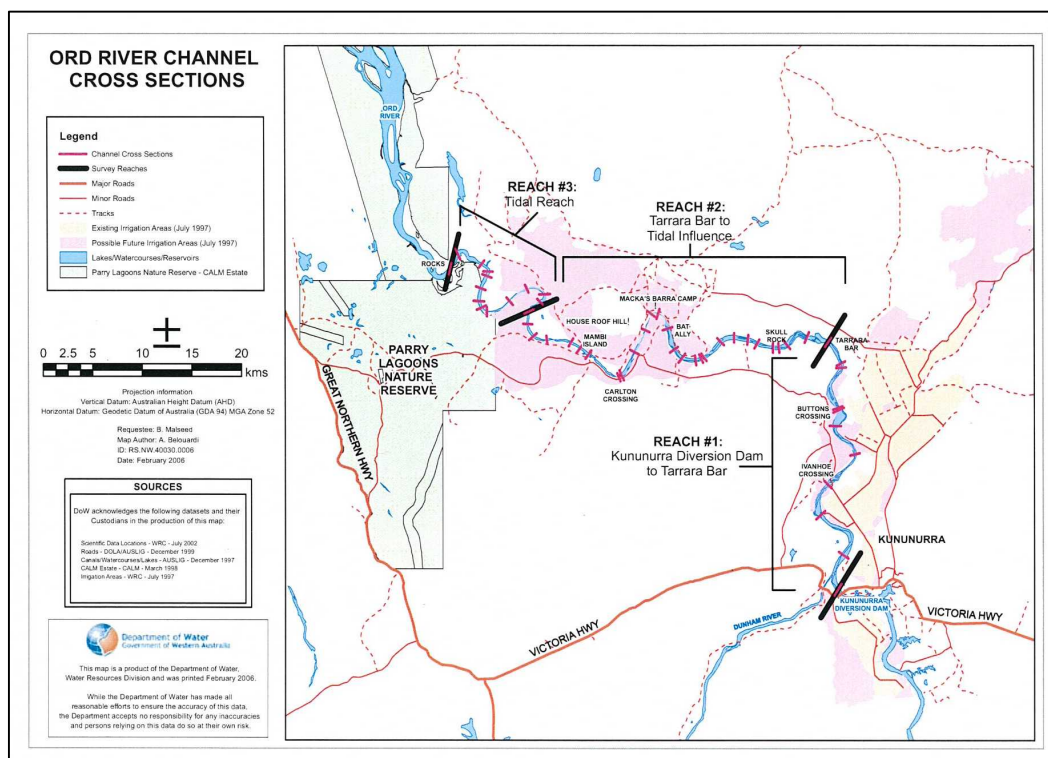 ORD RIVER CHANNEL
CROSS SECTIONS
Legend
Channel Cross Sections
Survey Reaches
Major Roads
Minor Roads
Tracks
Existing Irrigation Areas (July 1997)
Possible Future Irrigation Areas (July 1997)
Lakes/Watercourses/Reservoirs
Parry Lagoons Nature Reserve - CALM Estate
0 2.5 5 10 15 20
kms
Projection information
Vertical Datum: Australian Height Datum (AHD)
Horizontal Datum: Geodetic Datum of Australia (GDA 94) MGA Zone 52
Requestee: B. Malseed
Map Author: A. Belouardi
ID: RS.NW.40030.0006
Date: February 2006
SOURCES
DoW acknowledges the following datasets and their
Custodians in the production of this map:
Scientific Data Locations - WRC - July 2002
Roads - DOLA/AUSLIG - December 1999
Canals/Watercourses/Lakes - AUSLIG - December 1997
CALM Estate - CALM - March 1998
Irrigation Areas - WRC - July 1997
Department of Water
Government of Western Australia
This map is a product of the Department of Water,
Water Resources Division and was printed February 2006.
While the Department of Water has made all
reasonable efforts to ensure the accuracy of this data,
the Department accepts no responsibility for any inaccuracies
and persons relying on this data do so at their own risk.
ORD
RIVER
REACH #3:
Tidal Reach
REACH #2:
Tarrara Bar to
Tidal Influence
ROCKS
MACKA'S BARRA CAMP
HOUSE ROOF HILL
MAMBI
ISLAND
BAT
ALLY
SKULL
ROCK
TARRARA
BAR
PARRY
LAGOONS
NATURE
RESERVE
CARLTON
CROSSING
GREAT NORTHERN HWY
BUTTONS
CROSSING
REACH #1:
Kununurra Diversion Dam
to Tarrara Bar
IVANHOE
CROSSING
KUNUNURRA
KUNUNURRA
DIVERSION DAM
DUNHAM RIVER
VICTORIA HWY
VICTORIA HWY